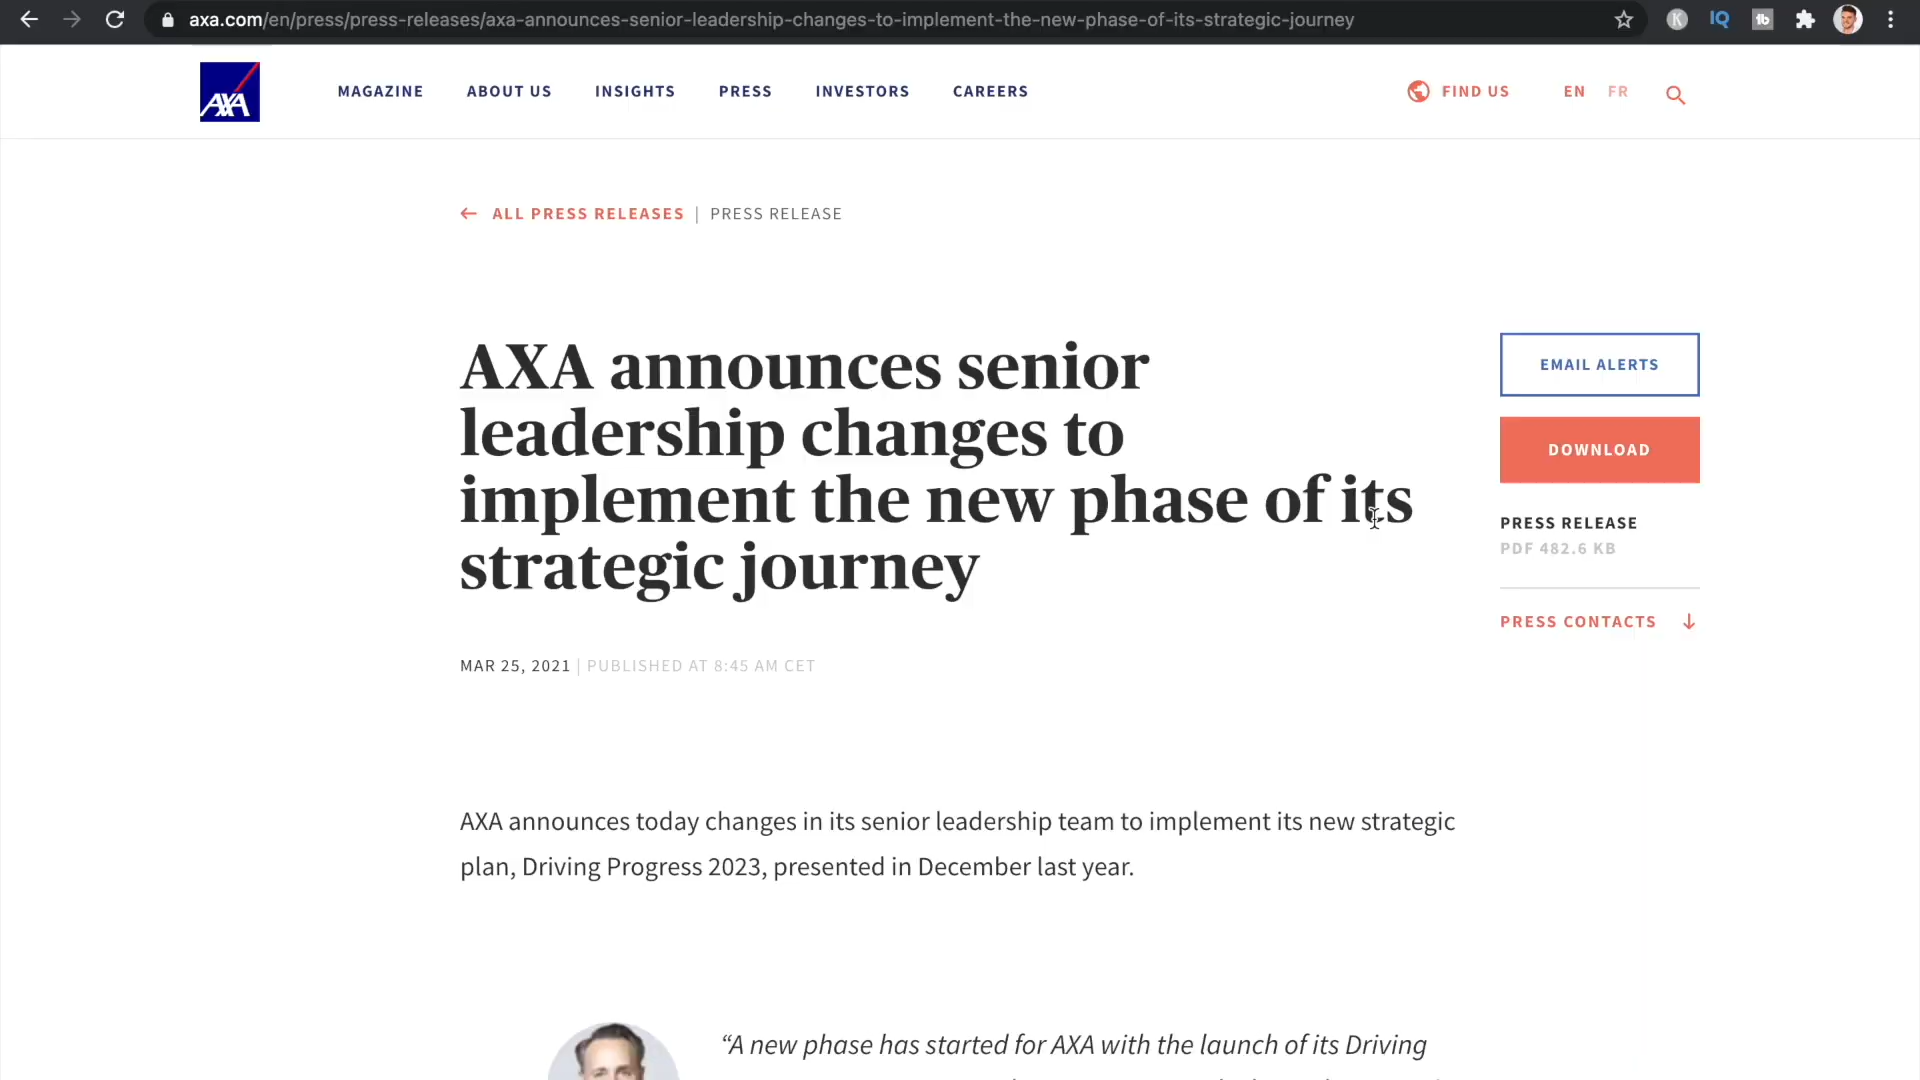 axa.com/en/press/press-releases/axa-announces-senior-leadership-changes-to-implement-the-new-phase-of-its-strategic-journey
K
IQ
tb
AXA
MAGAZINE
ABOUT US
INSIGHTS
PRESS
INVESTORS
CAREERS
FIND US
EN
FR
← ALL PRESS RELEASES | PRESS RELEASE
AXA announces senior
leadership changes to
implement the new phase of its
strategic journey
EMAIL ALERTS
DOWNLOAD
PRESS RELEASE
PDF 482.6 KB
PRESS CONTACTS ↓
MAR 25, 2021 | PUBLISHED AT 8:45 AM CET
AXA announces today changes in its senior leadership team to implement its new strategic
plan, Driving Progress 2023, presented in December last year.
“A new phase has started for AXA with the launch of its Driving